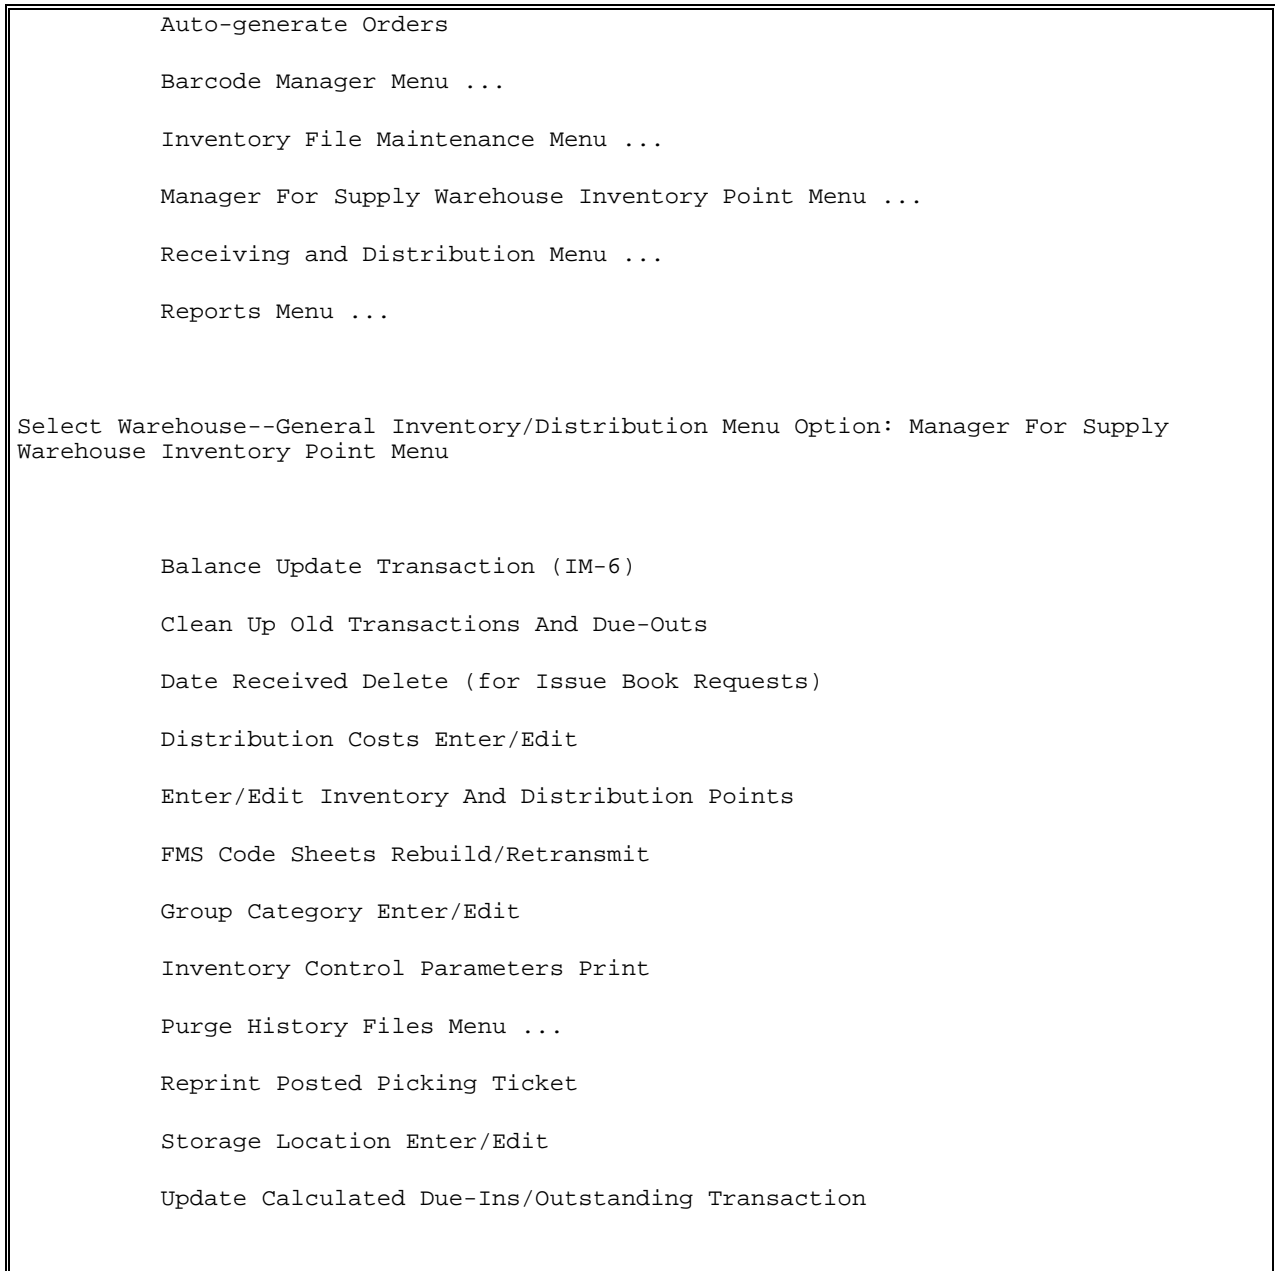 Auto-generate Orders
Barcode Manager Menu ...
Inventory File Maintenance Menu ...
Manager For Supply Warehouse Inventory Point Menu ...
Receiving and Distribution Menu ...
Reports Menu ...
Select Warehouse--General Inventory/Distribution Menu Option: Manager For Supply
Warehouse Inventory Point Menu
Balance Update Transaction (IM-6)
Clean Up Old Transactions And Due-Outs
Date Received Delete (for Issue Book Requests)
Distribution Costs Enter/Edit
Enter/Edit Inventory And Distribution Points
FMS Code Sheets Rebuild/Retransmit
Group Category Enter/Edit
Inventory Control Parameters Print
Purge History Files Menu ...
Reprint Posted Picking Ticket
Storage Location Enter/Edit
Update Calculated Due-Ins/Outstanding Transaction